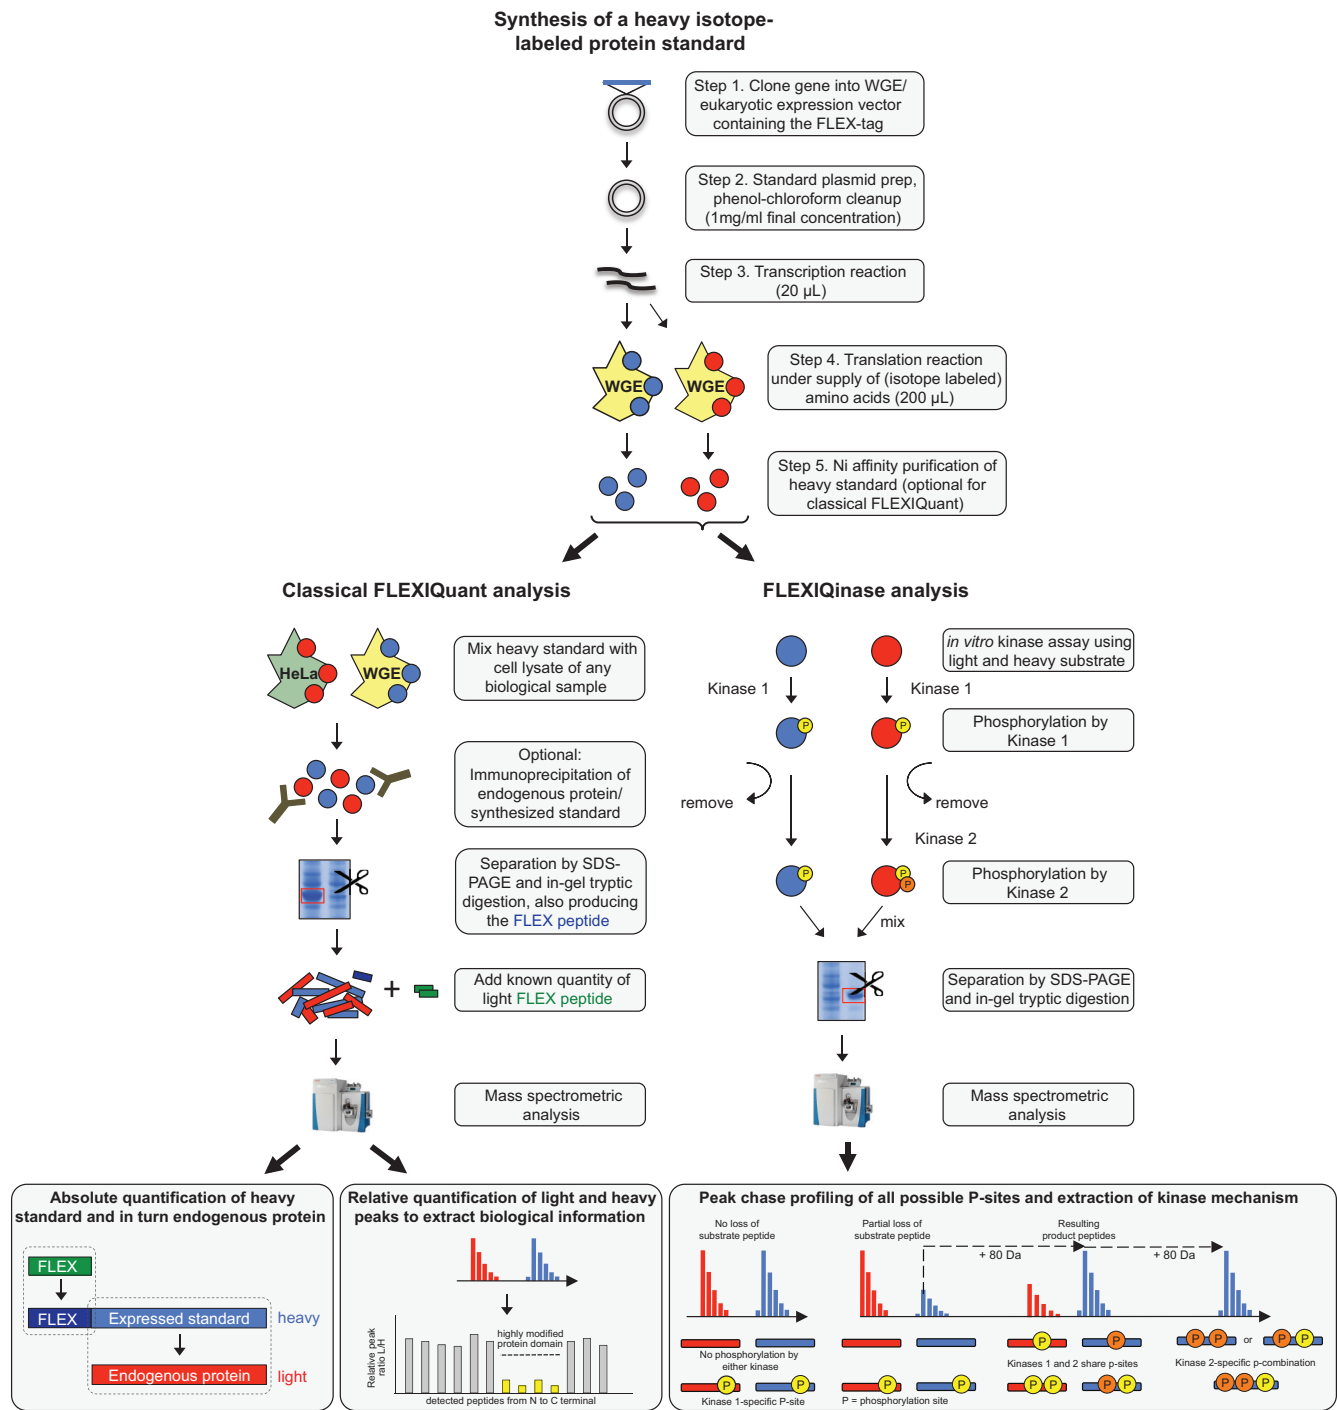 Synthesis of a heavy isotope-
labeled protein standard
Step 1. Clone gene into WGE/
eukaryotic expression vector
containing the FLEX-tag
Step 2. Standard plasmid prep,
phenol-chloroform cleanup
(1mg/ml final concentration)
Step 3. Transcription reaction
(20 µL)
WGE
WGE
Step 4. Translation reaction
under supply of (isotope labeled)
amino acids (200 µL)
Step 5. Ni affinity purification of
heavy standard (optional for
classical FLEXIQuant)
Classical FLEXIQuant analysis
HeLa
WGE
Mix heavy standard with
cell lysate of any
biological sample
Optional:
Immunoprecipitation of
endogenous protein/
synthesized standard
Separation by SDS-
PAGE and in-gel tryptic
digestion, also producing
the FLEX peptide
+
Add known quantity of
light FLEX peptide
Mass spectrometric
analysis
FLEXIQinase analysis
in vitro kinase assay using
light and heavy substrate
Kinase 1
Kinase 1
P
P
Phosphorylation by
Kinase 1
remove
remove
Kinase 2
P
P
P
Phosphorylation by
Kinase 2
mix
Separation by SDS-PAGE
and in-gel tryptic digestion
Mass spectrometric
analysis
Absolute quantification of heavy
standard and in turn endogenous protein
FLEX
FLEX Expressed standard heavy
Endogenous protein light
Relative quantification of light and heavy
peaks to extract biological information
Relative peak
ratio L/H
highly modified
protein domain
detected peptides from N to C terminal
Peak chase profiling of all possible P-sites and extraction of kinase mechanism
No loss of
substrate peptide
Partial loss of
substrate peptide
Resulting
product peptides
+ 80 Da
+ 80 Da
P P P P or P P
No phosphorylation by
either kinase
Kinases 1 and 2 share p-sites
Kinase 2-specific p-combination
P P P P P P P P P P P
Kinase 1-specific P-site
P = phosphorylation site